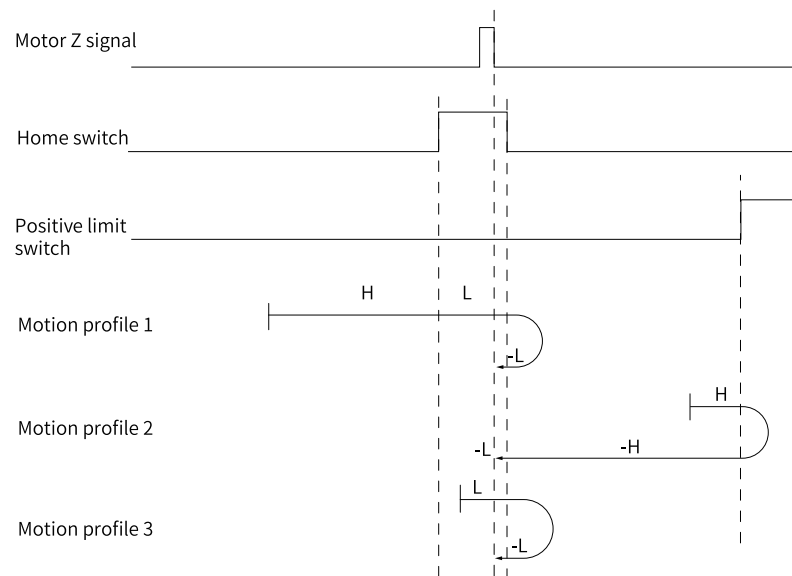 Motor Z signal
Home switch
Positive limit
switch
H L
Motion profile 1
-L
H
Motion profile 2
-L -H
L
Motion profile 3
-L